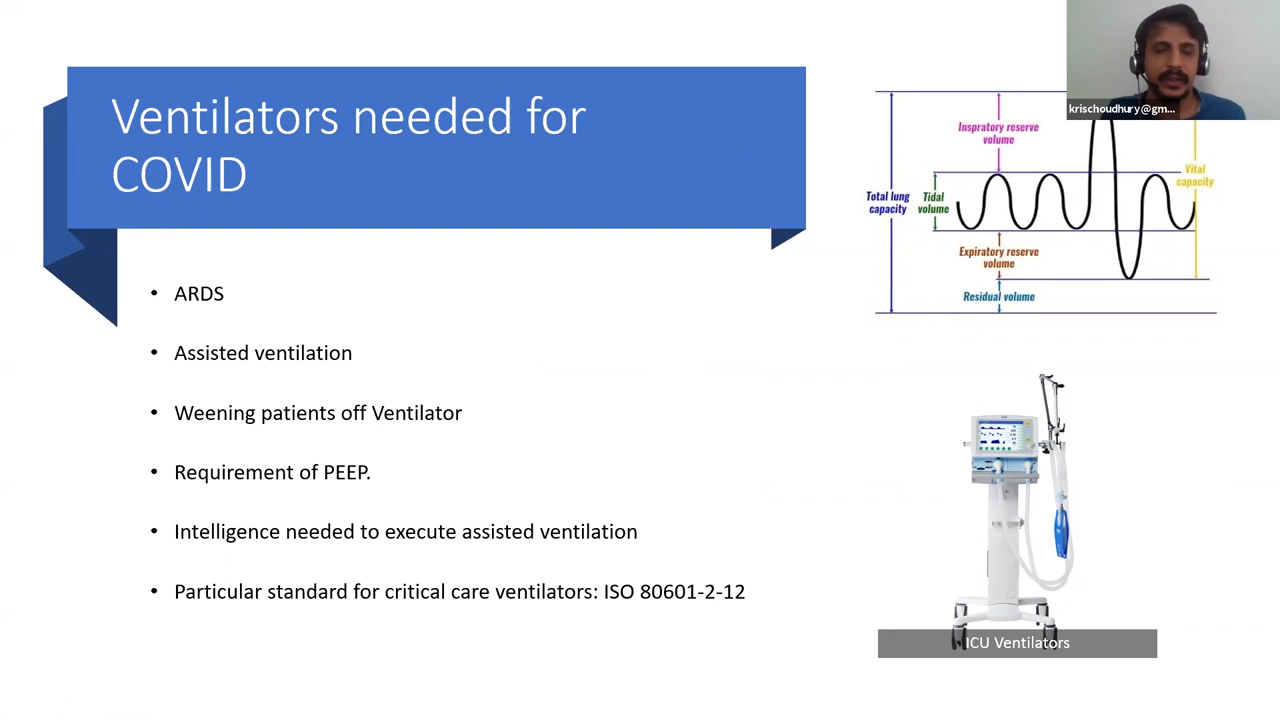 Ventilators needed for
COVID
• ARDS
• Assisted ventilation
• Weening patients off Ventilator
• Requirement of PEEP.
• Intelligence needed to execute assisted ventilation
• Particular standard for critical care ventilators: ISO 80601-2-12
krischoudhury@gm...
Inspratory reserve
volume
Vital
capacity
Total lung
capacity
Tidal
volume
Expiratory reserve
volume
Residual volume
ICU Ventilators